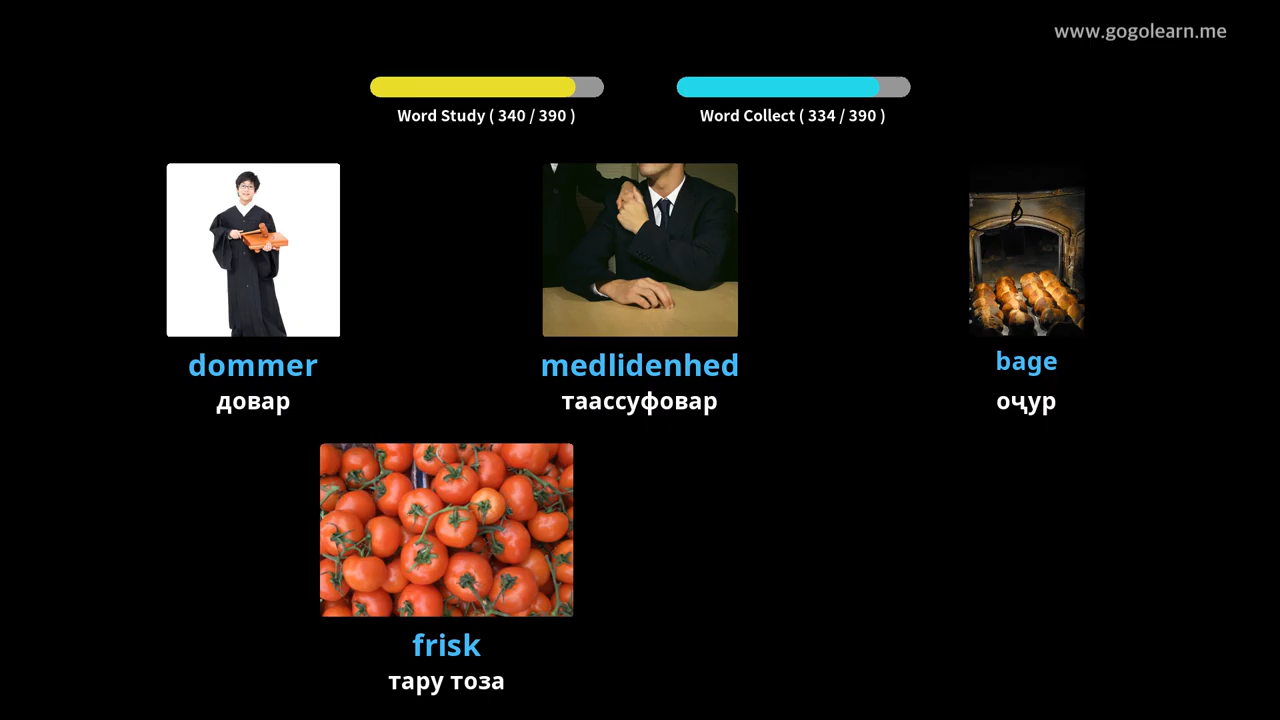 www.gogolearn.me
Word Study ( 340 / 390 )
Word Collect ( 334 / 390 )
dommer
довар
medlidenhed
таассуфовар
bage
оҷур
frisk
тару тоза